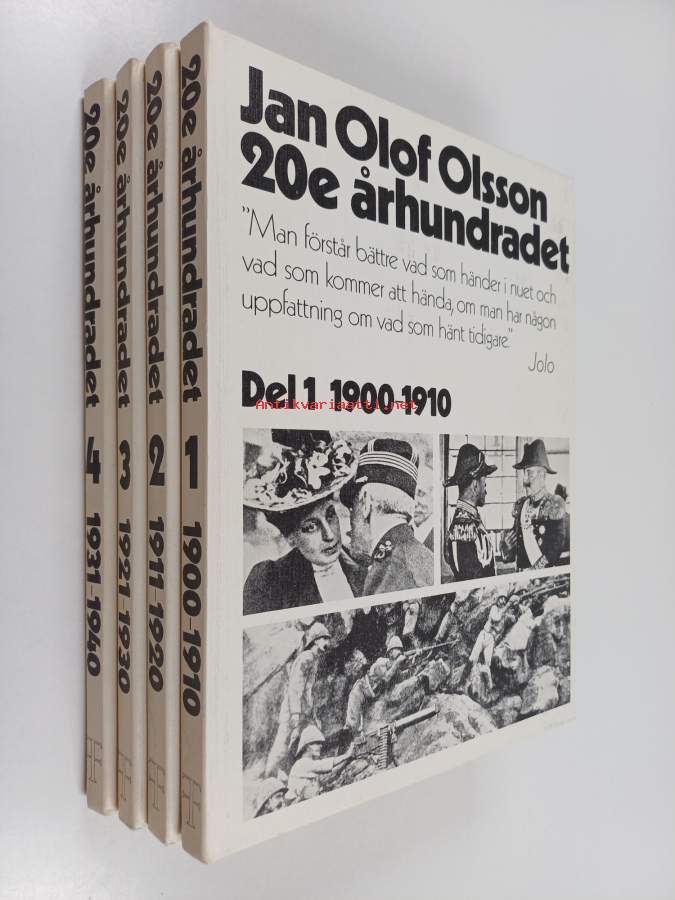 Jan Olof Olsson
20e århundradet
"Man förstår bättre vad som händer i nuet och
vad som kommer att hända, om man har någon
uppfattning om vad som hänt tidigare."
Jolo
Del 1 1900-1910
Antikvariaatti.net
20e århundradet 4 1931-1940
20e århundradet 3 1921-1930
20e århundradet 2 1911-1920
20e århundradet 1 1900-1910